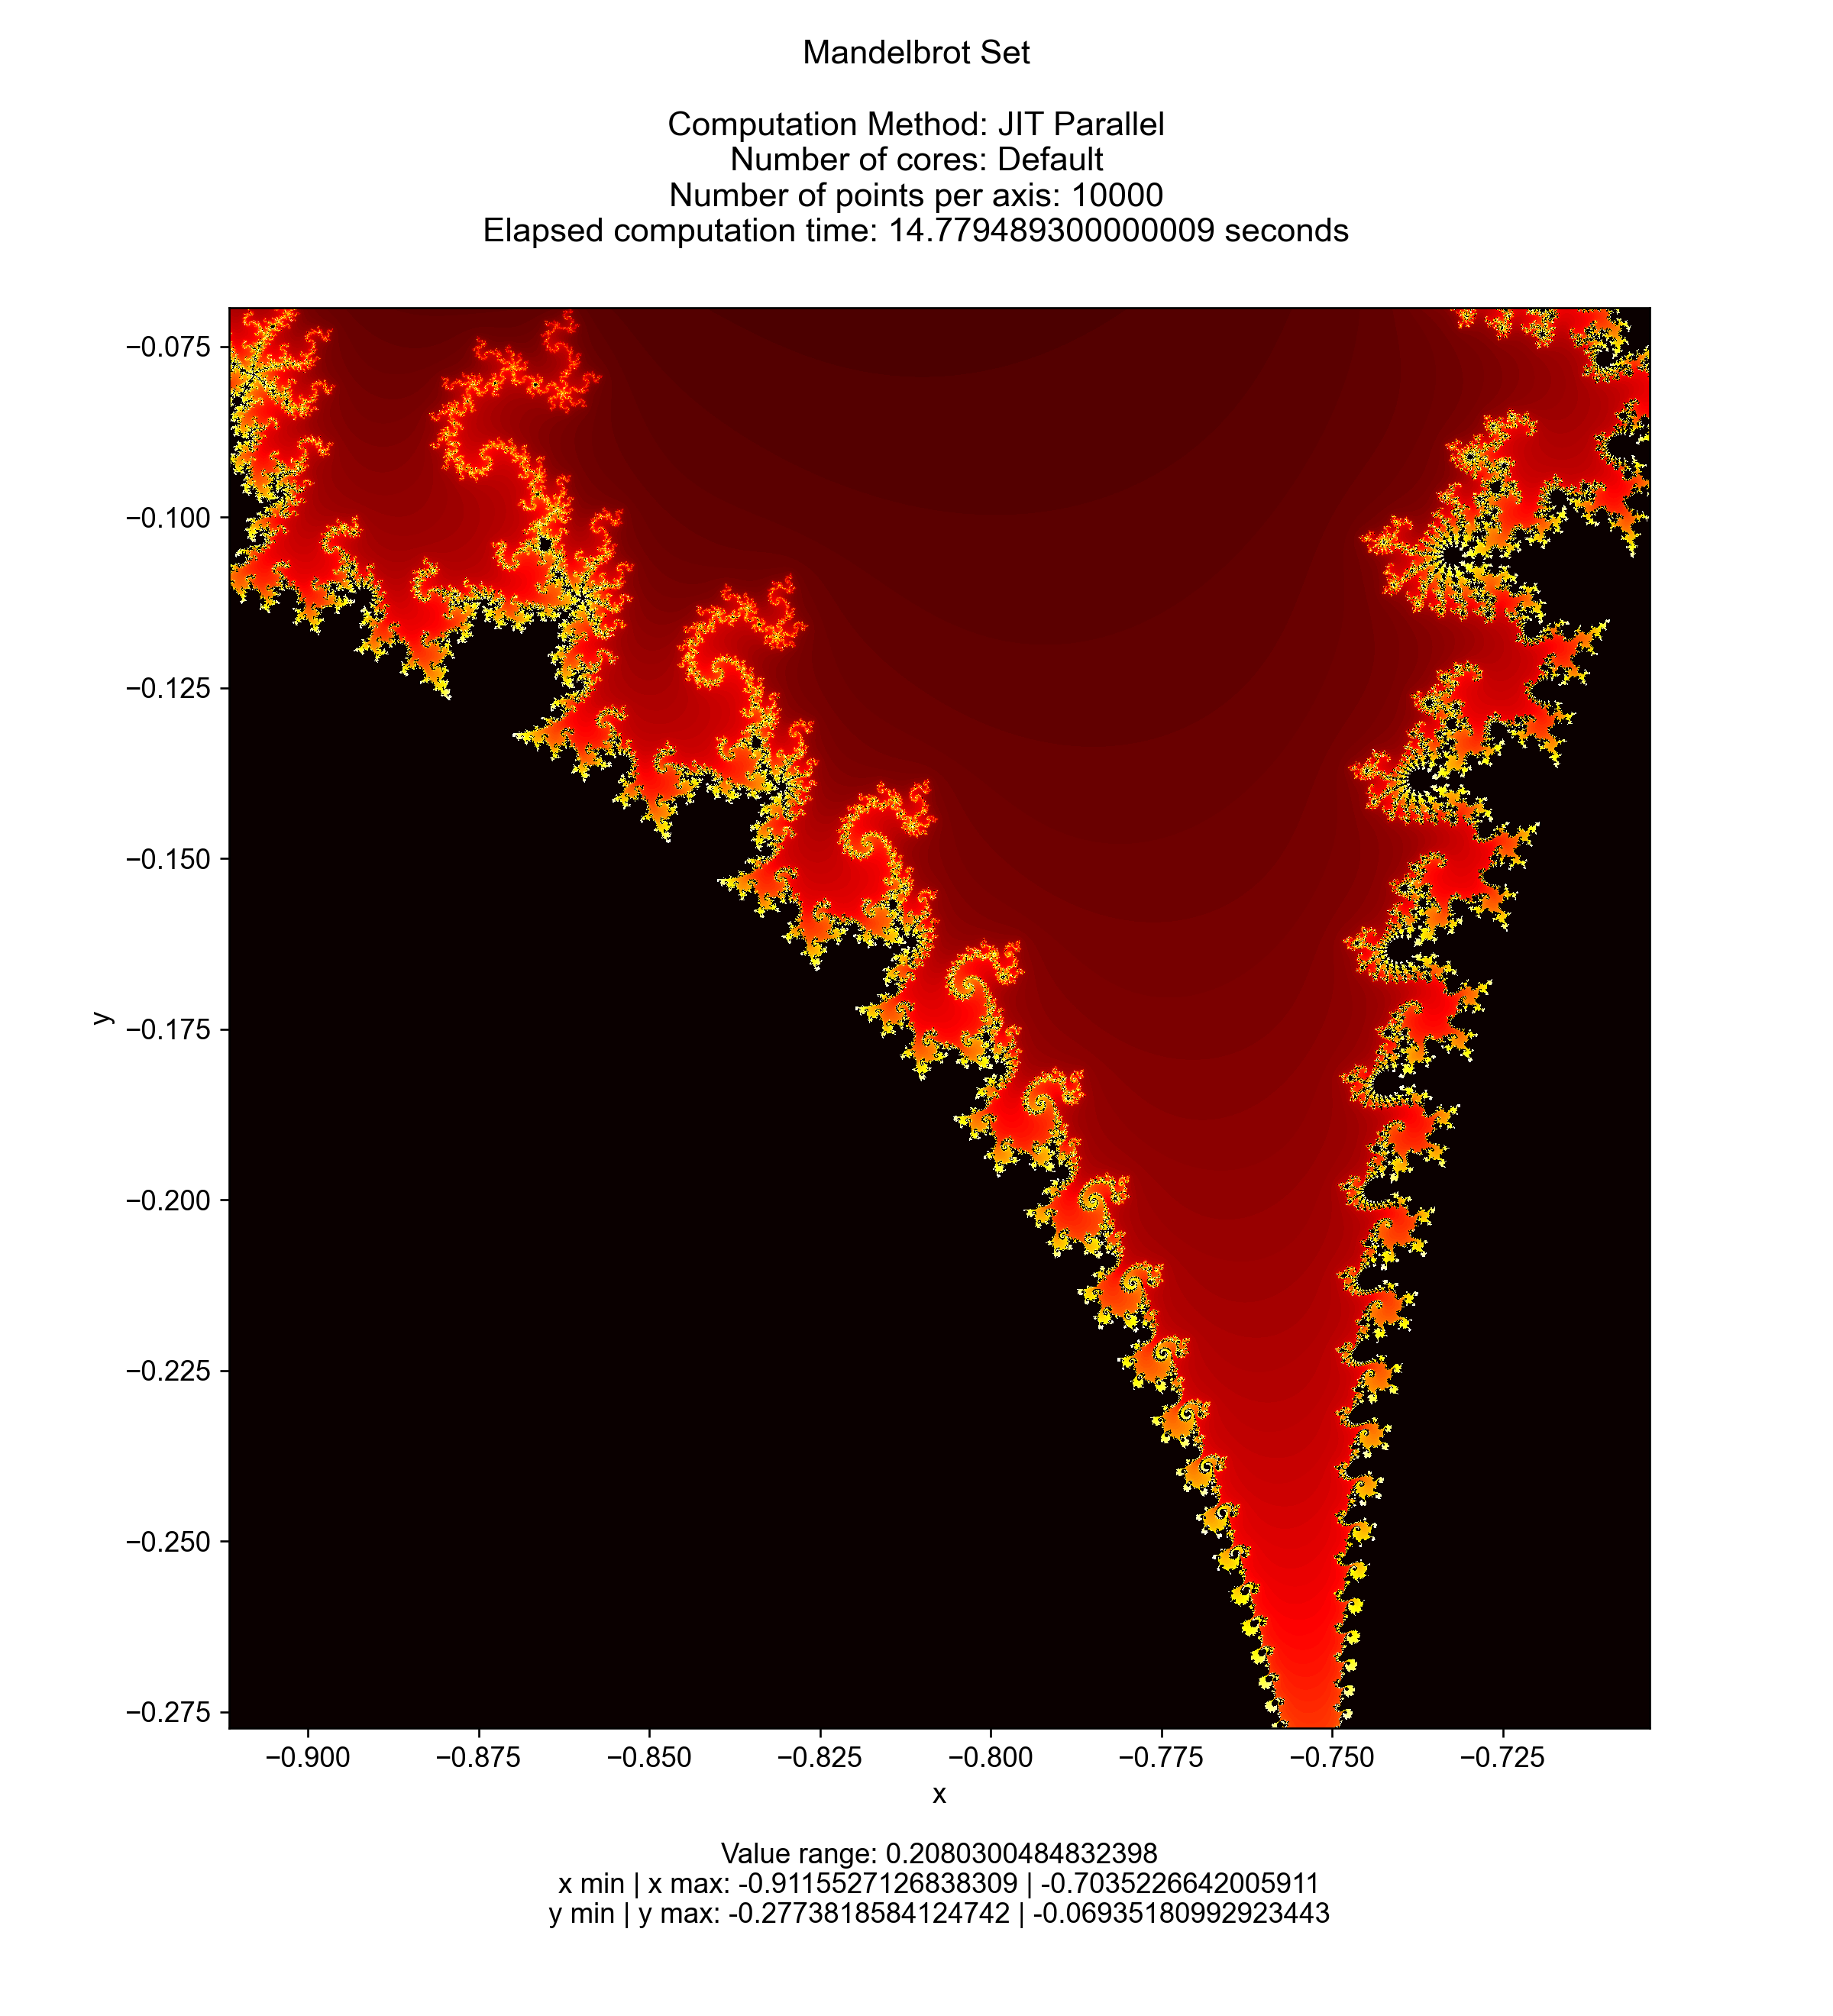 Mandelbrot Set
Computation Method: JIT Parallel
Number of cores: Default
Number of points per axis: 10000
Elapsed computation time: 14.779489300000009 seconds
−0.075
−0.100
−0.125
−0.150
−0.175
−0.200
−0.225
−0.250
−0.275
y
−0.900 −0.875 −0.850 −0.825 −0.800 −0.775 −0.750 −0.725
x
Value range: 0.2080300484832398
x min | x max: -0.9115527126838309 | -0.7035226642005911
y min | y max: -0.2773818584124742 | -0.06935180992923443